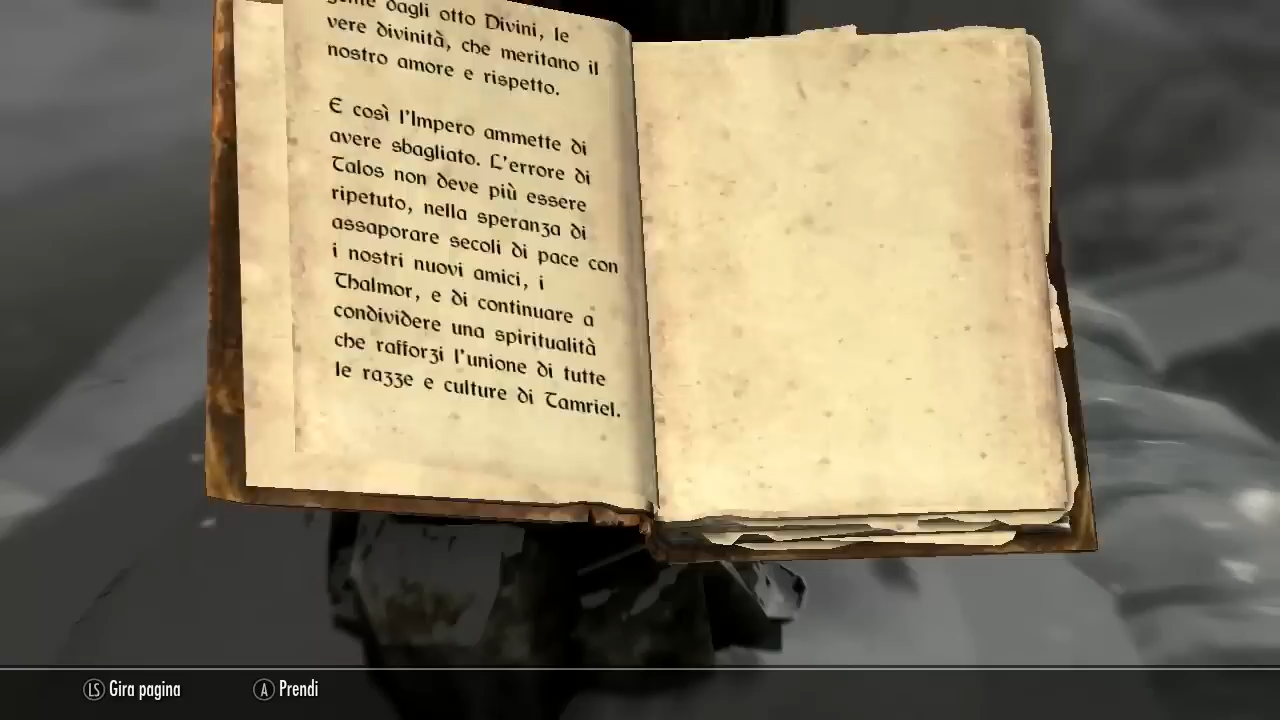 dagli otto Divini, le
vere divinità, che meritano il
nostro amore e rispetto.
E così l'Impero ammette di
avere sbagliato. L'errore di
Talos non deve più essere
ripetuto, nella speranza di
assaporare secoli di pace con
i nostri nuovi amici, i
Thalmor, e di continuare a
condividere una spiritualità
che rafforzi l'unione di tutte
le razze e culture di Tamriel.
LS Gira pagina
A Prendi